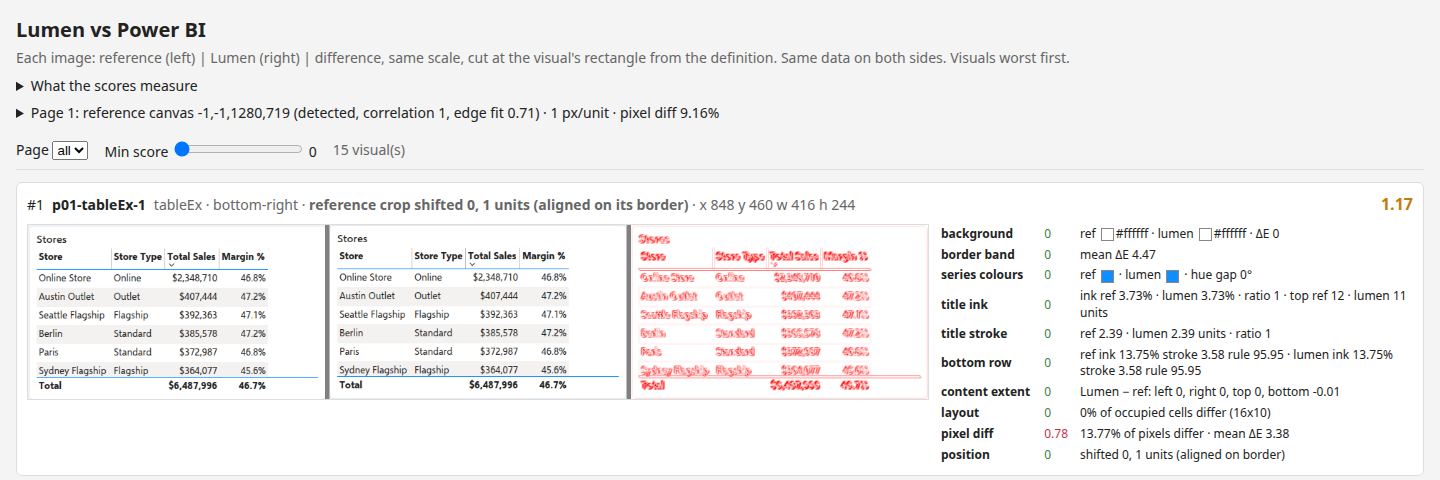 Lumen vs Power BI
Each image: reference (left) | Lumen (right) | difference, same scale, cut at the visual's rectangle from the definition. Same data on both sides. Visuals worst first.
What the scores measure
Page 1: reference canvas -1,-1,1280,719 (detected, correlation 1, edge fit 0.71) · 1 px/unit · pixel diff 9.16%
Page all Min score 0 15 visual(s)
#1 p01-tableEx-1 tableEx · bottom-right · reference crop shifted 0, 1 units (aligned on its border) · x 848 y 460 w 416 h 244 1.17
Stores
Store Store Type Total Sales Margin %
Online Store Online $2,348,710 46.8%
Austin Outlet Outlet $407,444 47.2%
Seattle Flagship Flagship $392,363 47.1%
Berlin Standard $385,578 47.2%
Paris Standard $372,987 46.8%
Sydney Flagship Flagship $364,077 45.6%
Total $6,487,996 46.7%
Stores
Store Store Type Total Sales Margin %
Online Store Online $2,348,710 46.8%
Austin Outlet Outlet $407,444 47.2%
Seattle Flagship Flagship $392,363 47.1%
Berlin Standard $385,578 47.2%
Paris Standard $372,987 46.8%
Sydney Flagship Flagship $364,077 45.6%
Total $6,487,996 46.7%
Stores
Store Store Type Total Sales Margin %
background 0 ref #ffffff · lumen #ffffff · ΔE 0
border band 0 mean ΔE 4.47
series colours 0 ref · lumen · hue gap 0°
title ink 0 ink ref 3.73% · lumen 3.73% · ratio 1 · top ref 12 · lumen 11
units
title stroke 0 ref 2.39 · lumen 2.39 units · ratio 1
bottom row 0 ref ink 13.75% stroke 3.58 rule 95.95 · lumen ink 13.75%
stroke 3.58 rule 95.95
content extent 0 Lumen − ref: left 0, right 0, top 0, bottom -0.01
layout 0 0% of occupied cells differ (16x10)
pixel diff 0.78 13.77% of pixels differ · mean ΔE 3.38
position 0 shifted 0, 1 units (aligned on border)